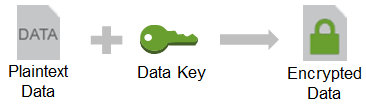 DATA
Plaintext
Data
Data Key
Encrypted
Data